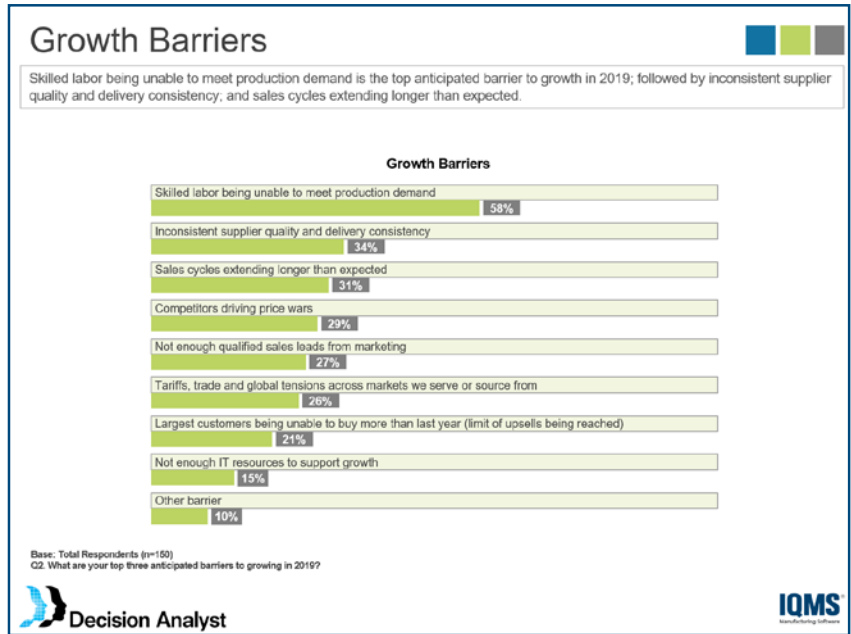 Growth Barriers
Skilled labor being unable to meet production demand is the top anticipated barrier to growth in 2019; followed by inconsistent supplier
quality and delivery consistency; and sales cycles extending longer than expected.
Growth Barriers
Skilled labor being unable to meet production demand
58%
Inconsistent supplier quality and delivery consistency
34%
Sales cycles extending longer than expected
31%
Competitors driving price wars
29%
Not enough qualified sales leads from marketing
27%
Tariffs, trade and global tensions across markets we serve or source from
26%
Largest customers being unable to buy more than last year (limit of upsells being reached)
21%
Not enough IT resources to support growth
15%
Other barrier
10%
Base: Total Respondents (n=150)
Q2. What are your top three anticipated barriers to growing in 2019?
Decision Analyst
IQMS
Manufacturing Software